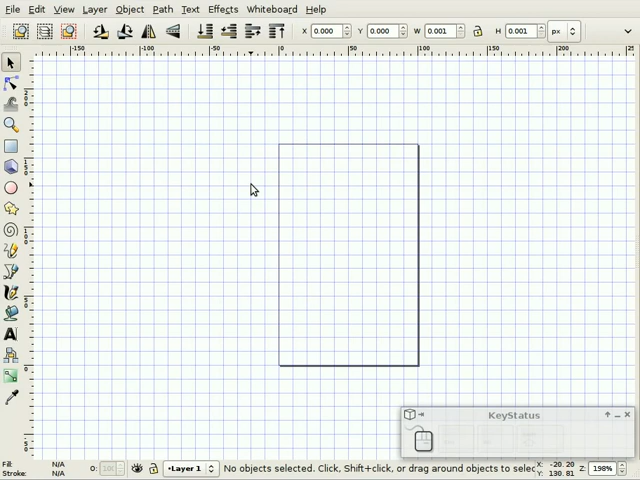 File Edit View Layer Object Path Text Effects Whiteboard Help
X 0.000 Y 0.000 W 0.001 H 0.001 px
-150 -100 -50 0 50 100 150 200
KeyStatus
Fill: N/A
Stroke: N/A
O:
•Layer 1
No objects selected. Click, Shift+click, or drag around objects to selec
X: -20.20
Y: 130.81
Z: 198%